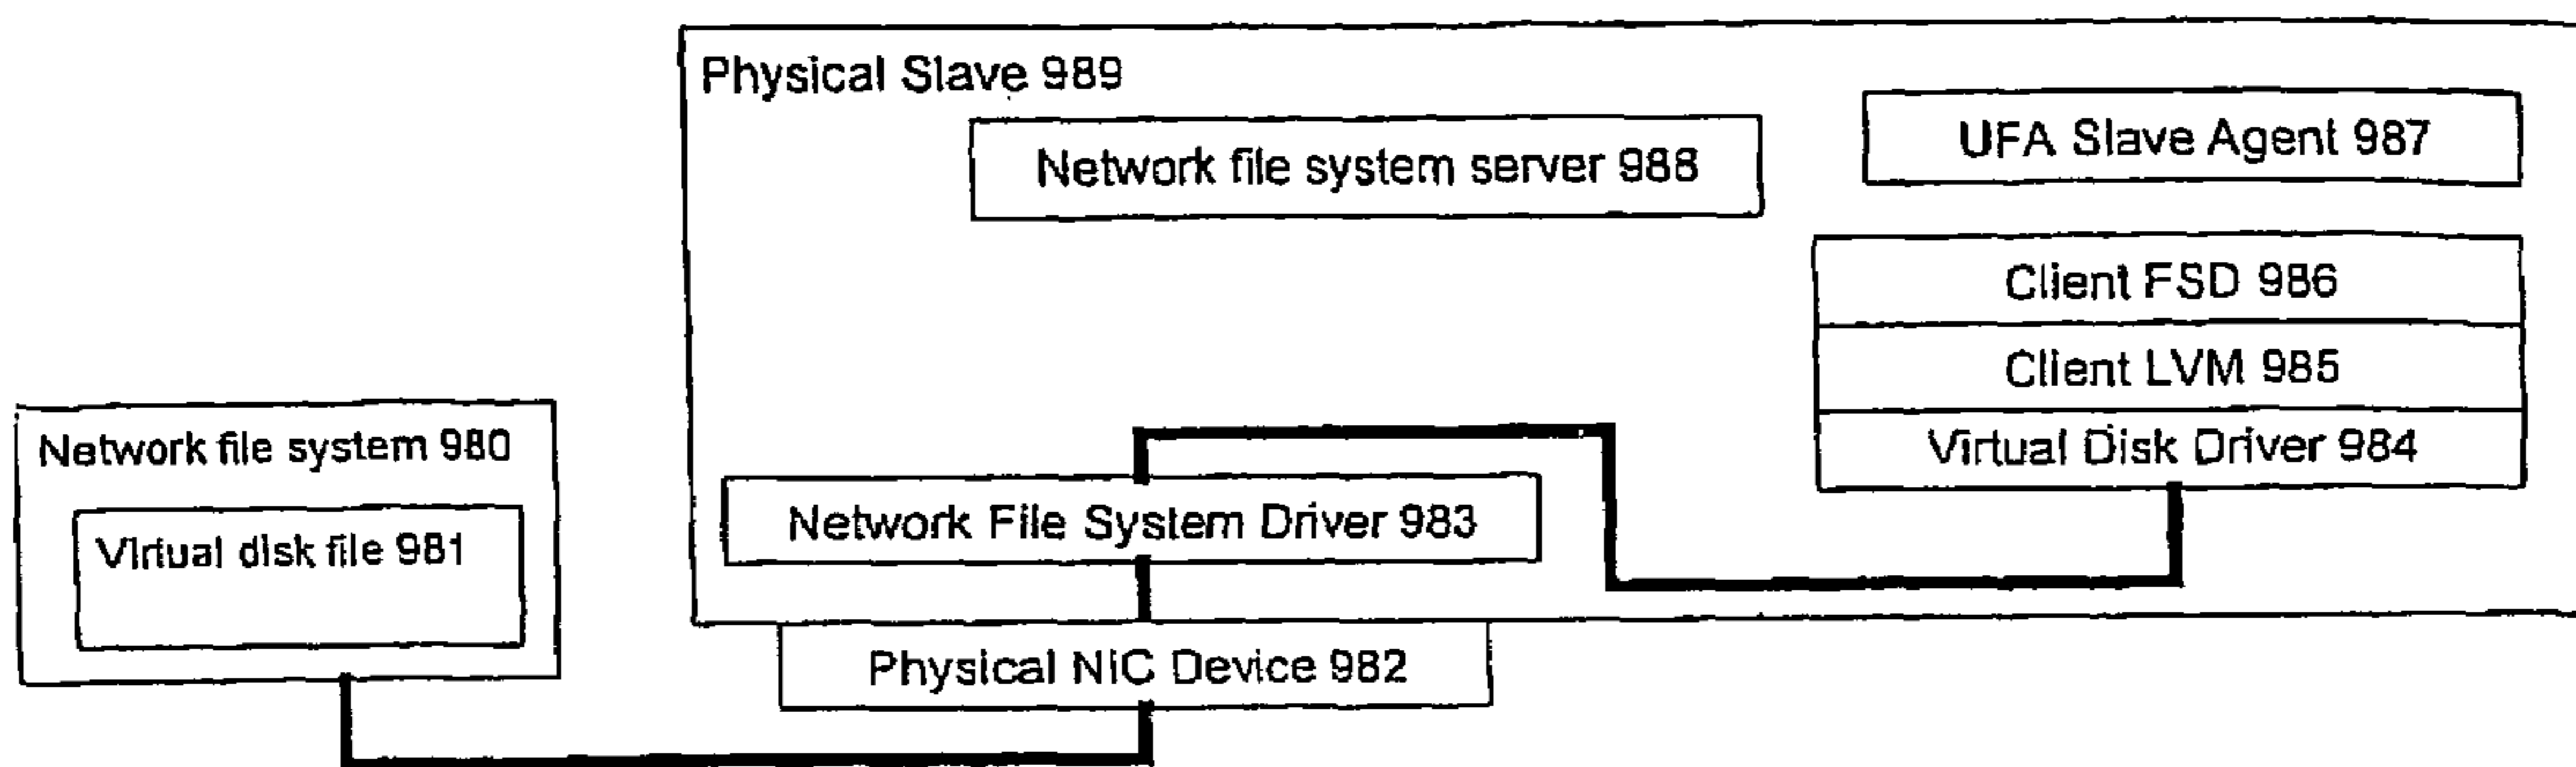 Physical Slave 989
Network file system server 988
UFA Slave Agent 987
Client FSD 986
Client LVM 985
Virtual Disk Driver 984
Network file system 980
Virtual disk file 981
Network File System Driver 983
Physical NIC Device 982